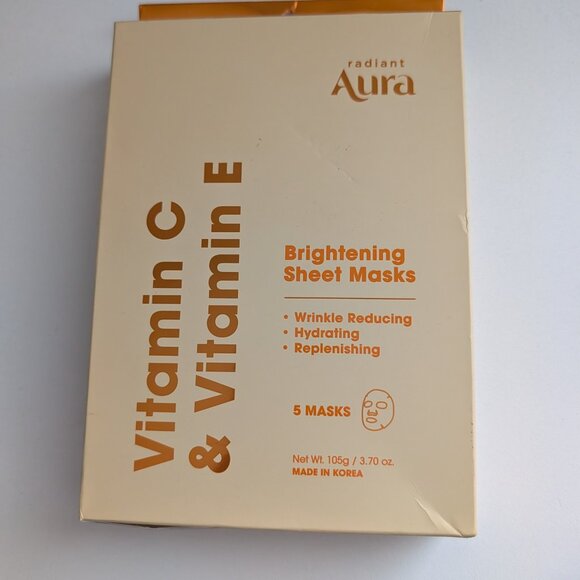 radiant
Aura
Vitamin C
& Vitamin E
Brightening
Sheet Masks
• Wrinkle Reducing
• Hydrating
• Replenishing
5 MASKS
Net Wt. 105g / 3.70 oz.
MADE IN KOREA